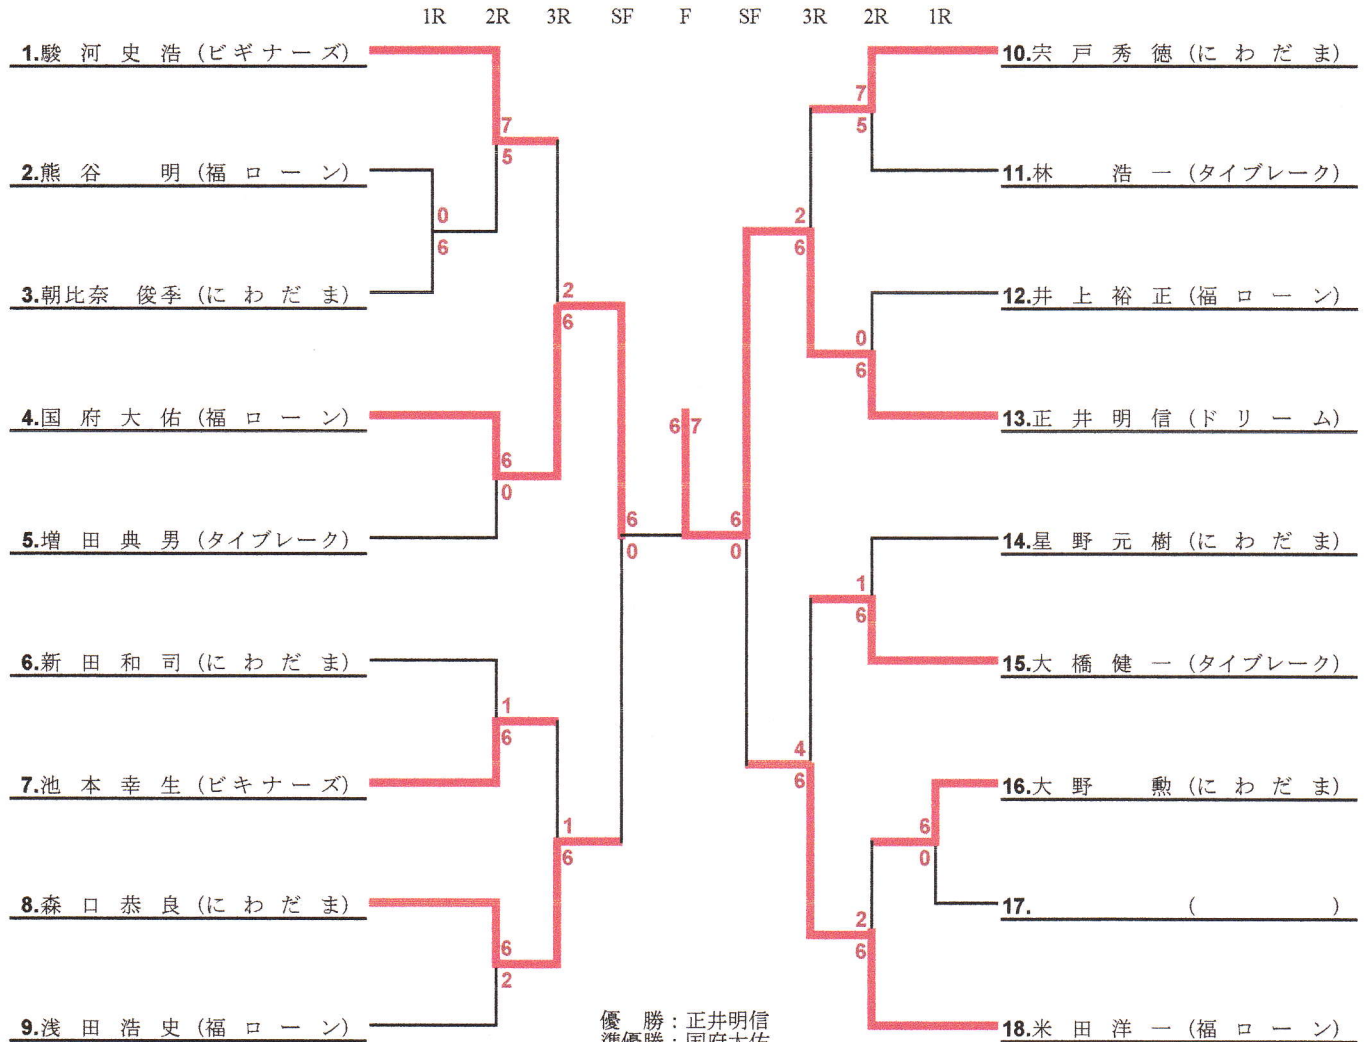 1R 2R 3R SF F SF 3R 2R 1R
1.駿河史浩(ビギナーズ)
7
5
2.熊谷 明(福ローン)
0
6
3.朝比奈 俊季(にわだま)
2
6
4.国府大佑(福ローン)
6
0
5.増田典男(タイブレーク)
6
0
6.新田和司(にわだま)
1
6
7.池本幸生(ビキナーズ)
1
6
8.森口恭良(にわだま)
6
2
9.浅田浩史(福ローン)
6 7
10.宍戸秀徳(にわだま)
7
5
11.林 浩一(タイブレーク)
2
6
12.井上裕正(福ローン)
0
6
13.正井明信(ドリーム)
6
0
14.星野元樹(にわだま)
1
6
15.大橋健一(タイブレーク)
4
6
16.大野 勲(にわだま)
6
0
17. ( )
2
6
18.米田洋一(福ローン)
優 勝:正井明信
準優勝:国府大佑